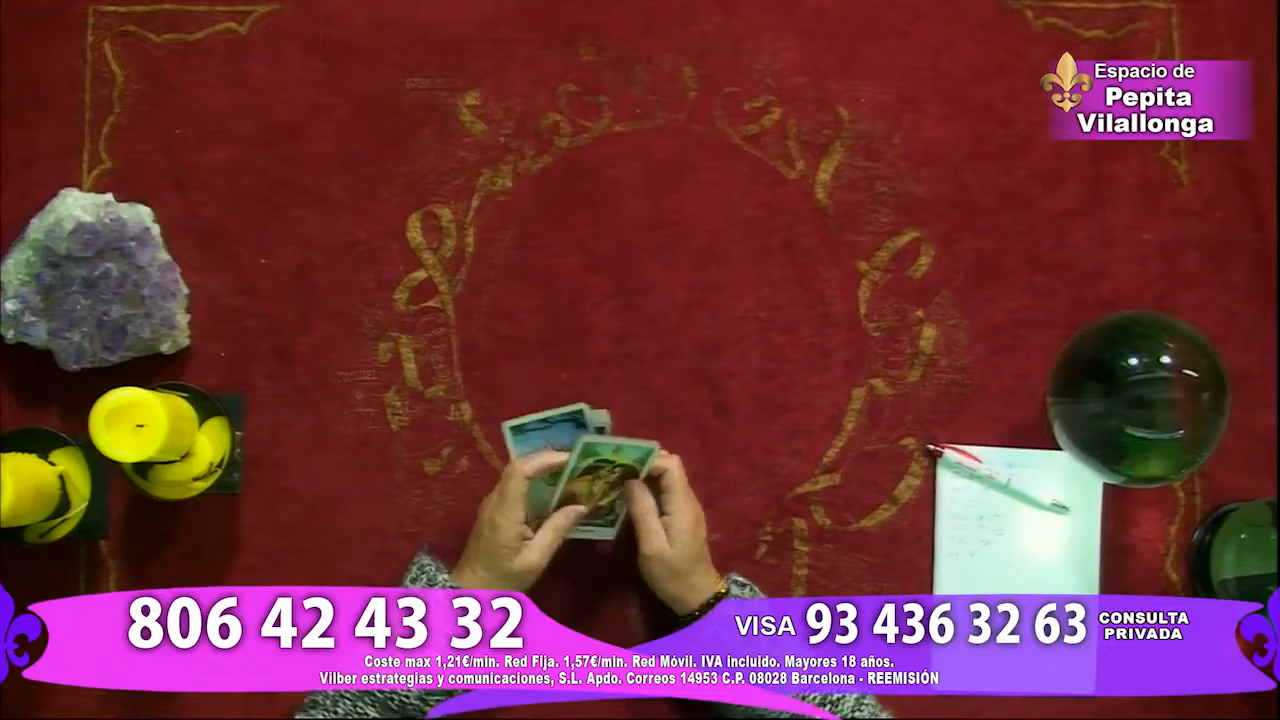 Espacio de
Pepita
Vilallonga
806 42 43 32
VISA 93 436 32 63
CONSULTA
PRIVADA
Coste max 1,21€/min. Red Fija. 1,57€/min. Red Móvil. IVA incluido. Mayores 18 años.
Vilber estrategias y comunicaciones, S.L. Apdo. Correos 14953 C.P. 08028 Barcelona - REEMISIÓN